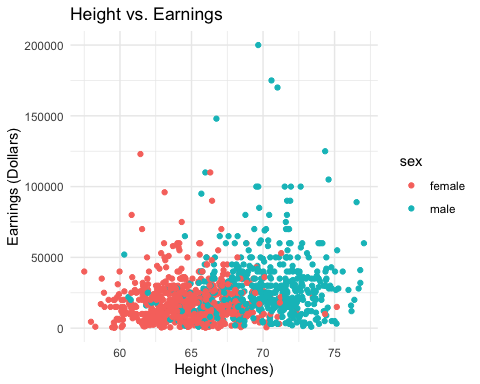 Height vs. Earnings
Earnings (Dollars)
200000
150000
100000
50000
0
60
65
70
75
Height (Inches)
sex
female
male